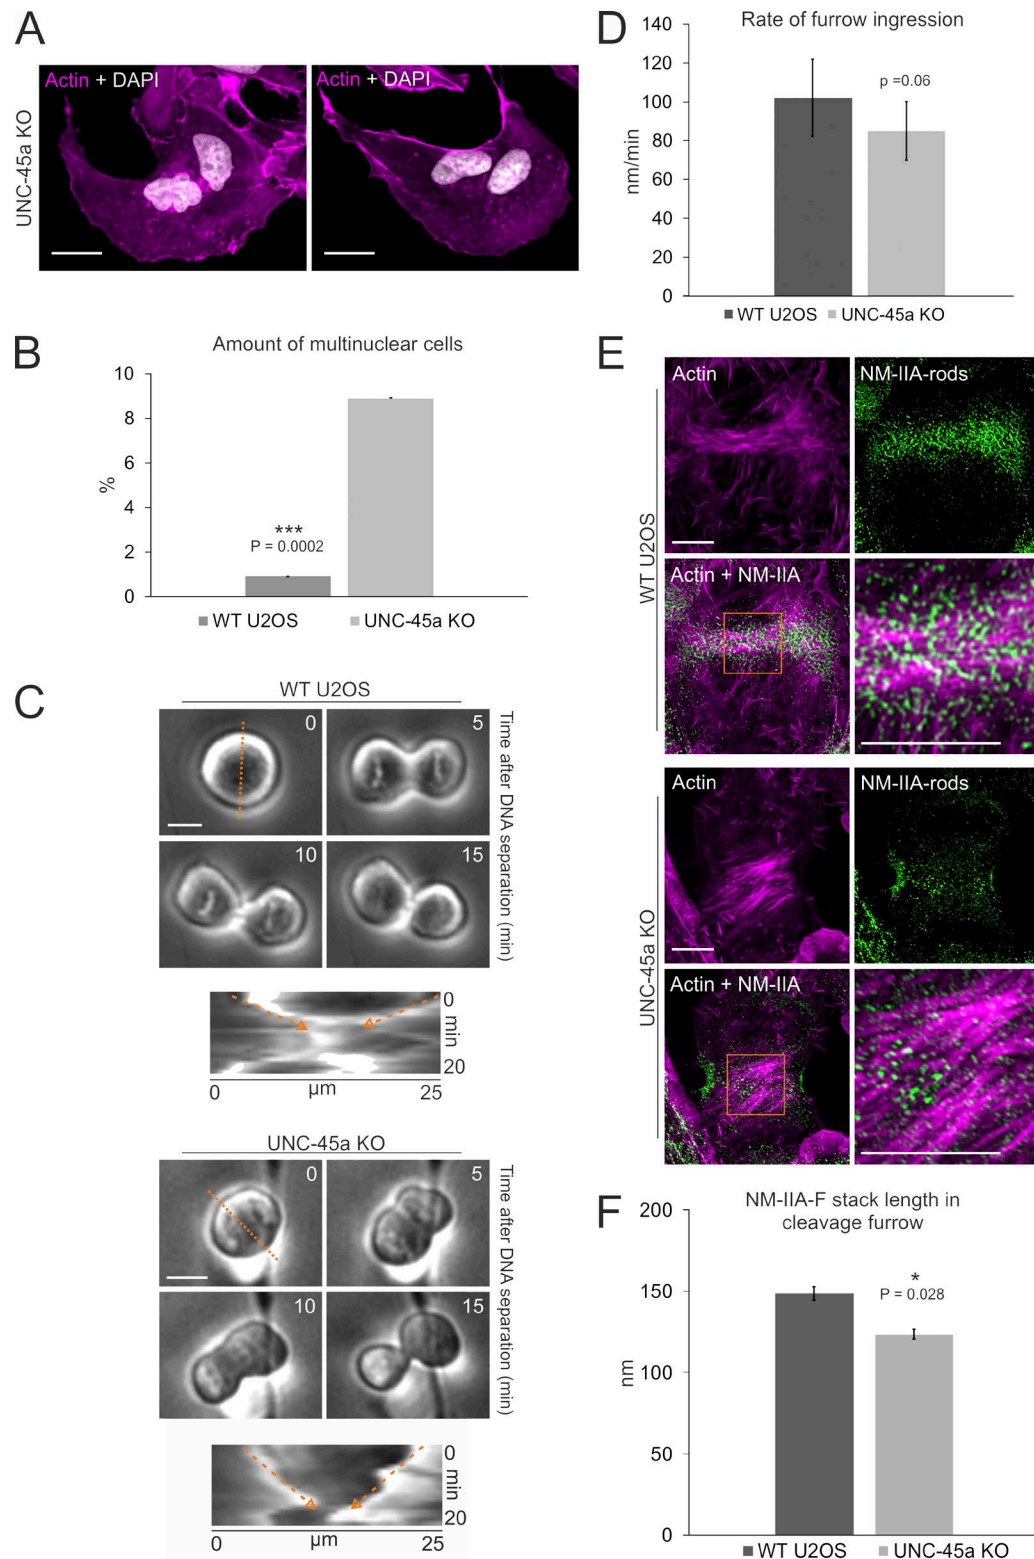 A
UNC-45a KO
Actin + DAPI
Actin + DAPI
B
Amount of multinuclear cells
10
8
6
4
2
0
%
***
P = 0.0002
WT U2OS
UNC-45a KO
C
WT U2OS
0
5
10
15
Time after DNA separation (min)
0
min
20
0
µm
25
UNC-45a KO
0
5
10
15
Time after DNA separation (min)
0
min
20
0
µm
25
D
Rate of furrow ingression
140
120
100
80
60
40
20
0
nm/min
p =0.06
WT U2OS
UNC-45a KO
E
WT U2OS
Actin
NM-IIA-rods
Actin + NM-IIA
UNC-45a KO
Actin
NM-IIA-rods
Actin + NM-IIA
F
NM-IIA-F stack length in
cleavage furrow
200
150
100
50
0
nm
*
P = 0.028
WT U2OS
UNC-45a KO